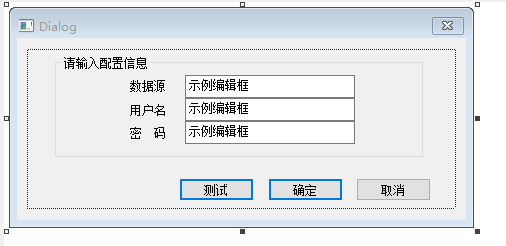 Dialog
请输入配置信息
数据源 示例编辑框
用户名 示例编辑框
密 码 示例编辑框
测试 确定 取消